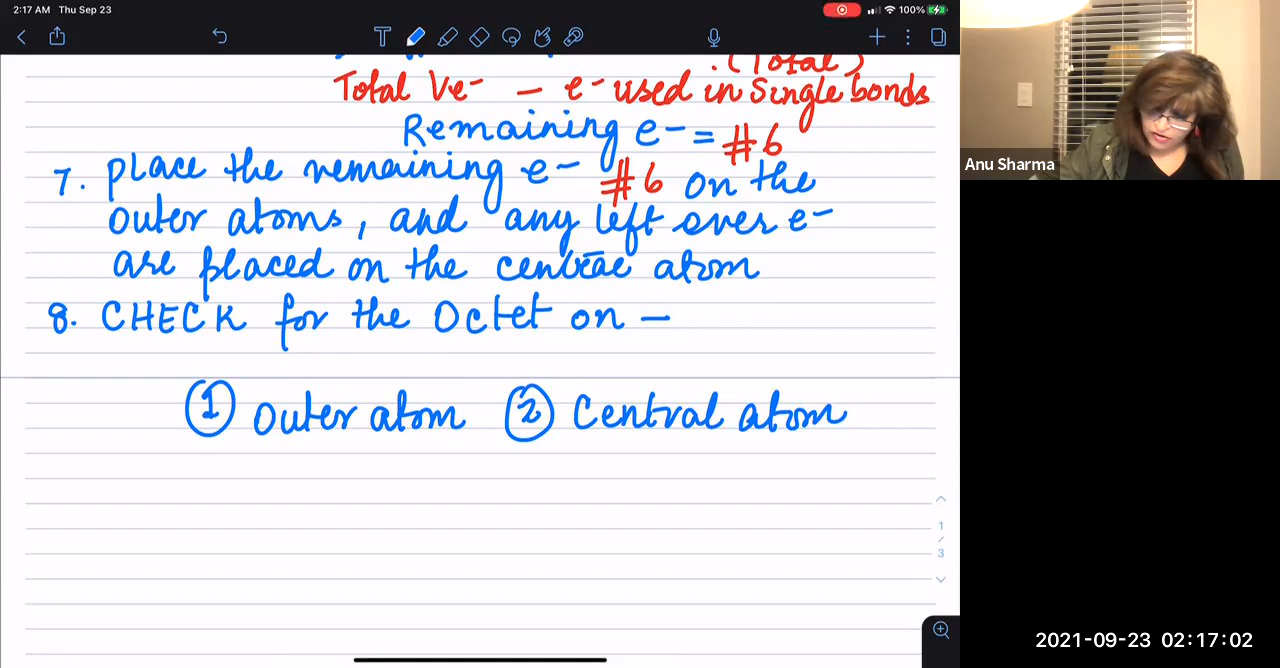 2:17 AM Thu Sep 23
100%
(Total)
Total Ve- - e- used in Single bonds
Remaining e- = #6
7. place the remaining e- #6 on the
outer atoms, and any left over e-
are placed on the central atom
8. CHECK for the Octet on -
1 Outer atom 2 Central atom
1
3
Anu Sharma
2021-09-23 02:17:02